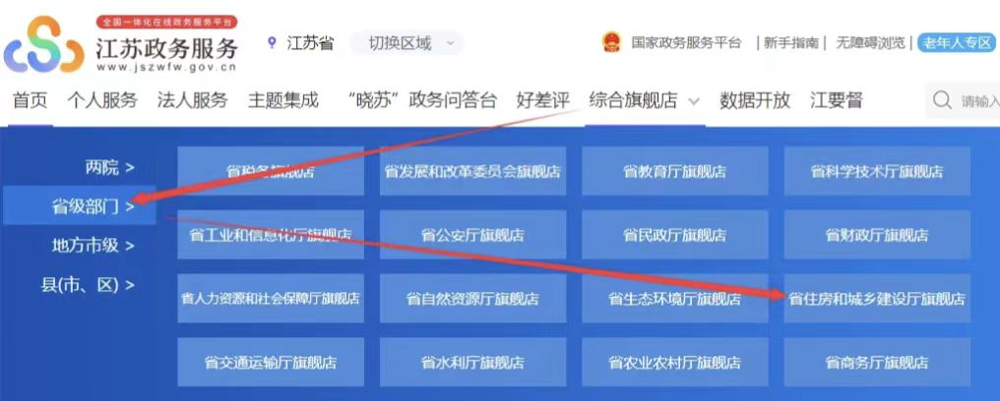 全国一体化在线政务服务平台
江苏政务服务
www.jszwfw.gov.cn
江苏省 切换区域
国家政务服务平台 | 新手指南 | 无障碍浏览 | 老年人专区
首页 个人服务 法人服务 主题集成 “晓苏”政务问答台 好差评 综合旗舰店 数据开放 江要督 请输入
两院 >
省级部门 >
地方市级 >
县(市、区) >
省税务旗舰店 省发展和改革委员会旗舰店 省教育厅旗舰店 省科学技术厅旗舰店
省工业和信息化厅旗舰店 省公安厅旗舰店 省民政厅旗舰店 省财政厅旗舰店
省人力资源和社会保障厅旗舰店 省自然资源厅旗舰店 省生态环境厅旗舰店 省住房和城乡建设厅旗舰店
省交通运输厅旗舰店 省水利厅旗舰店 省农业农村厅旗舰店 省商务厅旗舰店